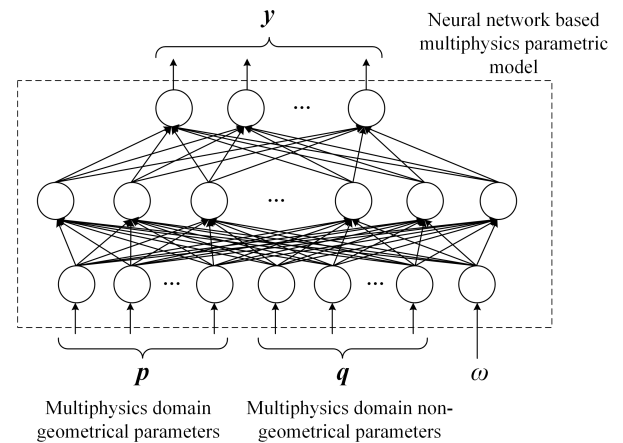 y
Neural network based
multiphysics parametric
model
...
...
...
...
p
q
ω
Multiphysics domain
geometrical parameters
Multiphysics domain non-
geometrical parameters